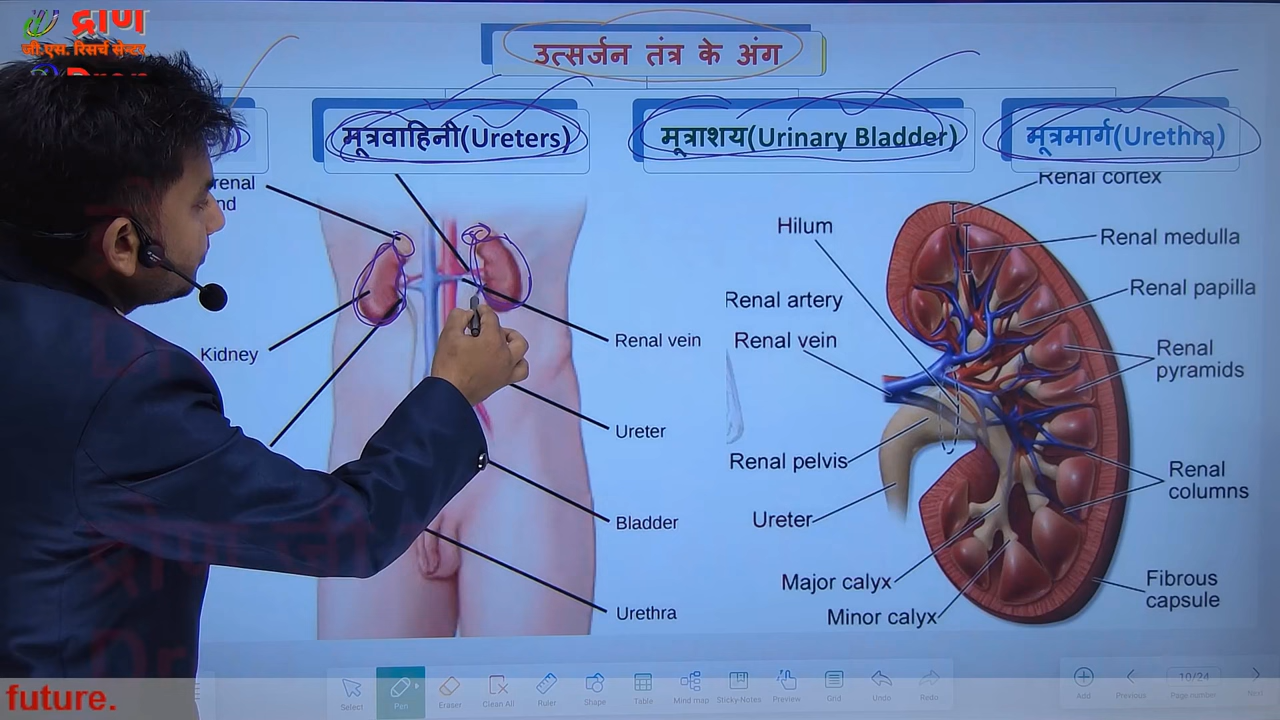 द्रोण
जी.एस. रिसर्च सेन्टर
उत्सर्जन तंत्र के अंग
मूत्रवाहिनी(Ureters)
मूत्राशय(Urinary Bladder)
मूत्रमार्ग(Urethra)
Kidney
Renal vein
Ureter
Bladder
Urethra
Renal cortex
Hilum
Renal medulla
Renal artery
Renal papilla
Renal vein
Renal
pyramids
Renal pelvis
Renal
columns
Ureter
Major calyx
Minor calyx
Fibrous
capsule
Select
Pen
Eraser
Clean All
Ruler
Shape
Table
Mind map
Sticky-Notes
Preview
Grid
Undo
Redo
Add
Previous
10/24
Page number
Next
future.